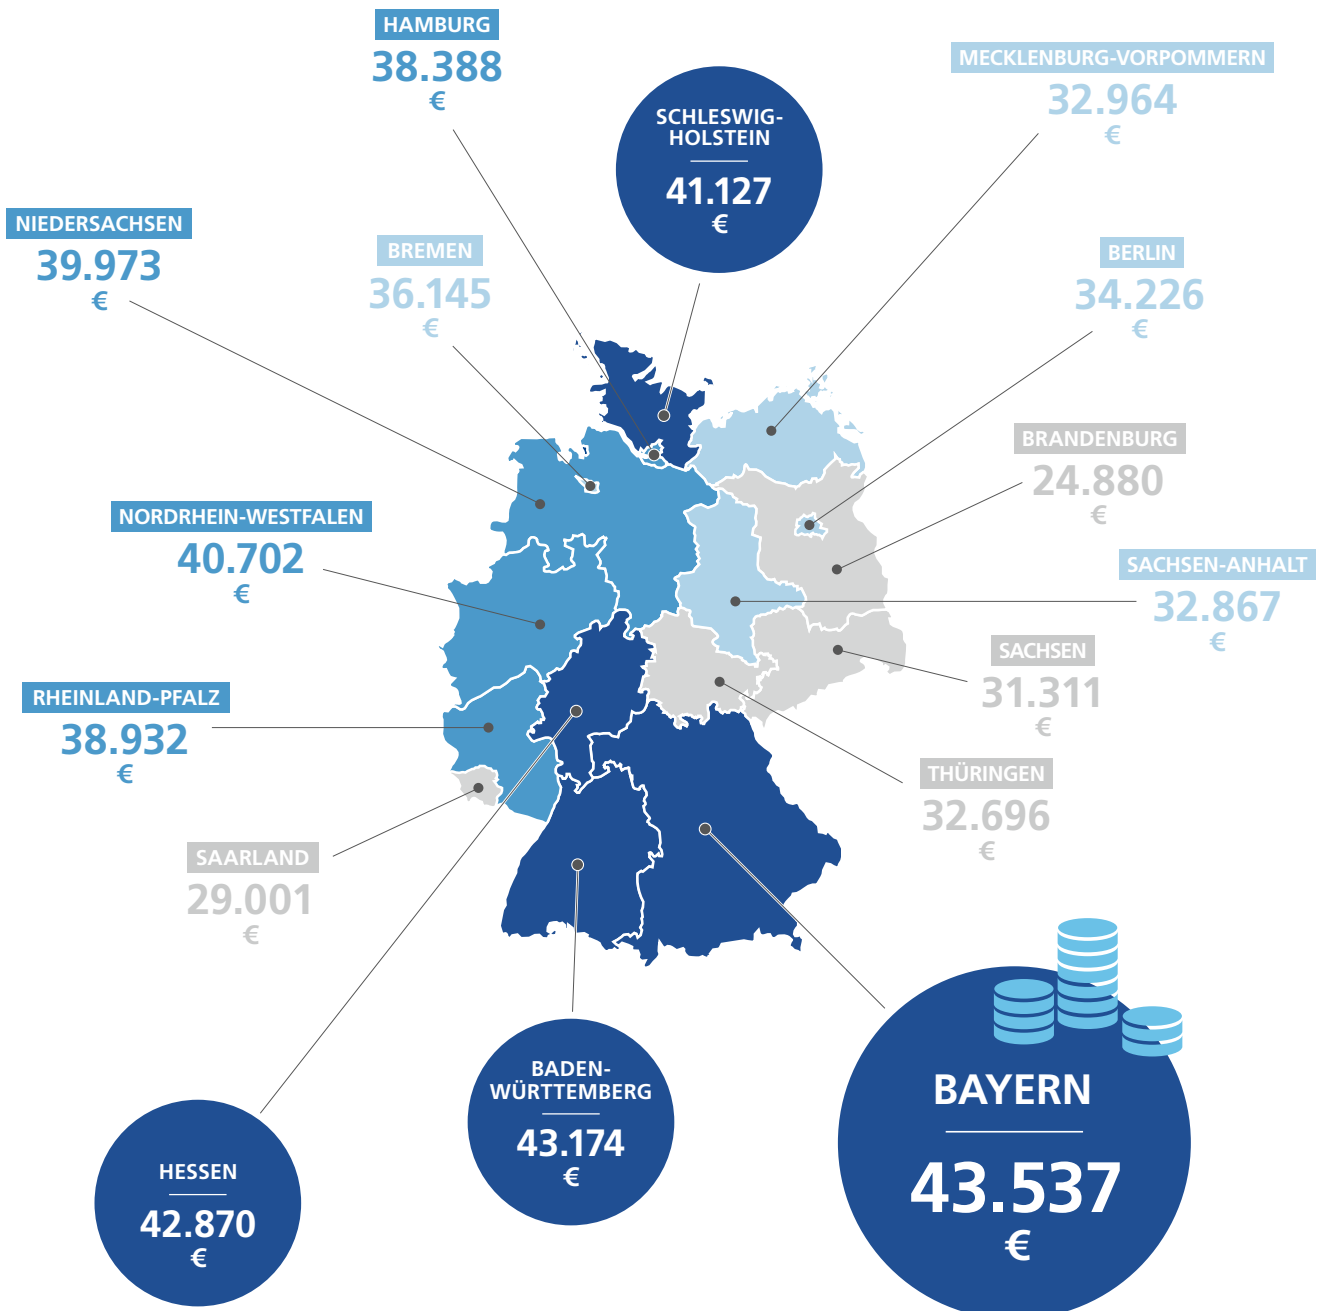 HAMBURG
38.388
€
MECKLENBURG-VORPOMMERN
32.964
€
SCHLESWIG-
HOLSTEIN
41.127
€
NIEDERSACHSEN
39.973
€
BREMEN
36.145
€
BERLIN
34.226
€
BRANDENBURG
24.880
€
NORDRHEIN-WESTFALEN
40.702
€
SACHSEN-ANHALT
32.867
€
SACHSEN
31.311
€
RHEINLAND-PFALZ
38.932
€
THÜRINGEN
32.696
€
SAARLAND
29.001
€
BADEN-
WÜRTTEMBERG
43.174
€
BAYERN
43.537
€
HESSEN
42.870
€